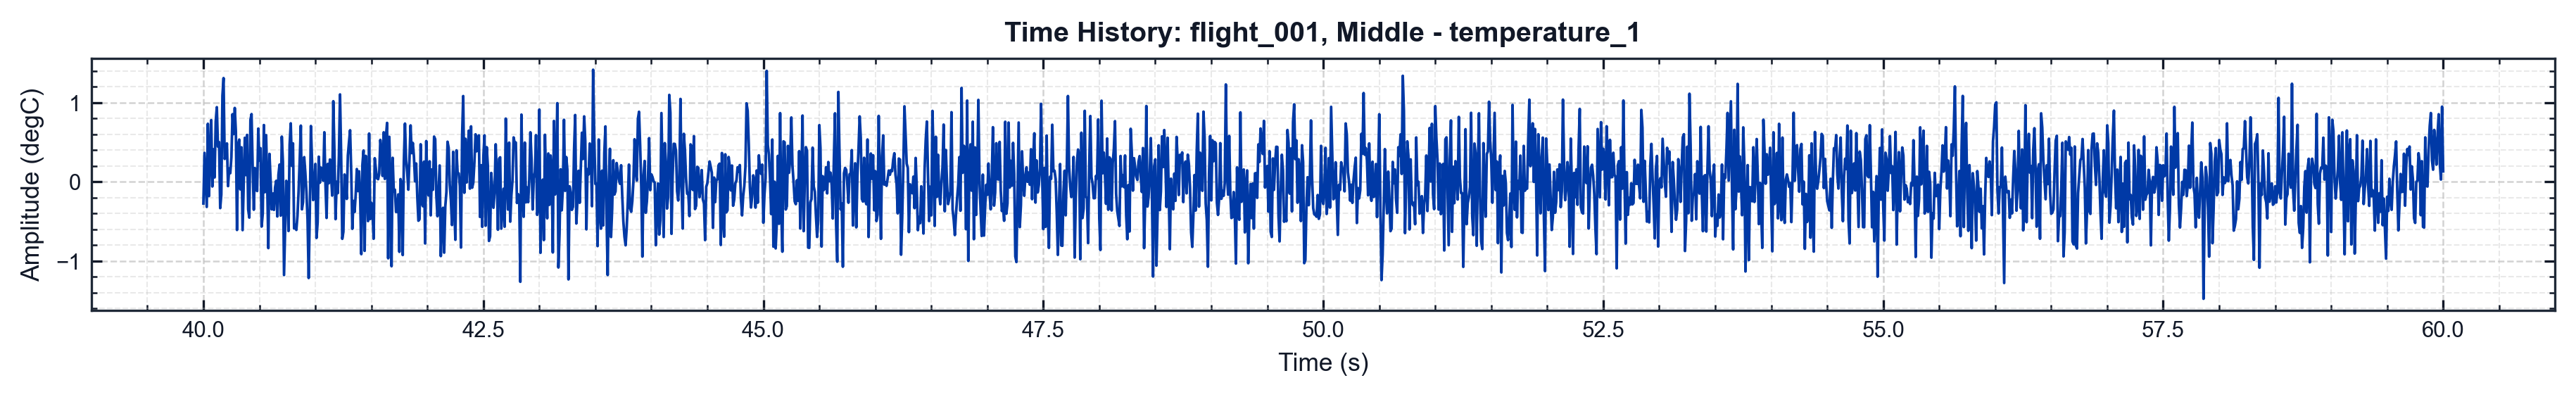 Time History: flight_001, Middle - temperature_1
Amplitude (degC)
1
0
−1
40.0 42.5 45.0 47.5 50.0 52.5 55.0 57.5 60.0
Time (s)